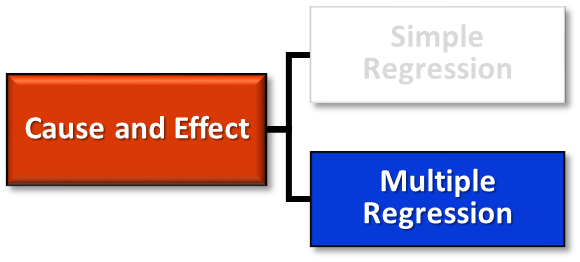 Simple
Regression
Cause and Effect
Multiple
Regression